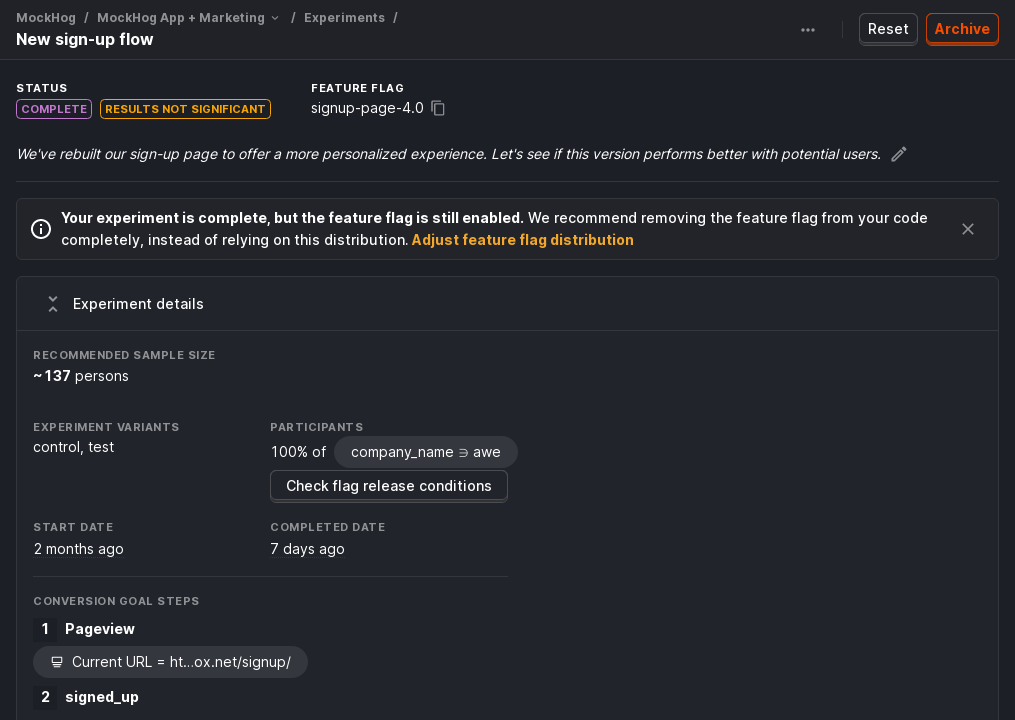 MockHog / MockHog App + Marketing / Experiments /
New sign-up flow
Reset
Archive
STATUS
FEATURE FLAG
COMPLETE
RESULTS NOT SIGNIFICANT
signup-page-4.0
We've rebuilt our sign-up page to offer a more personalized experience. Let's see if this version performs better with potential users.
Your experiment is complete, but the feature flag is still enabled. We recommend removing the feature flag from your code
completely, instead of relying on this distribution. Adjust feature flag distribution
Experiment details
RECOMMENDED SAMPLE SIZE
~137 persons
EXPERIMENT VARIANTS
control, test
PARTICIPANTS
100% of company_name ∋ awe
Check flag release conditions
START DATE
2 months ago
COMPLETED DATE
7 days ago
CONVERSION GOAL STEPS
1 Pageview
Current URL = ht...ox.net/signup/
2 signed_up